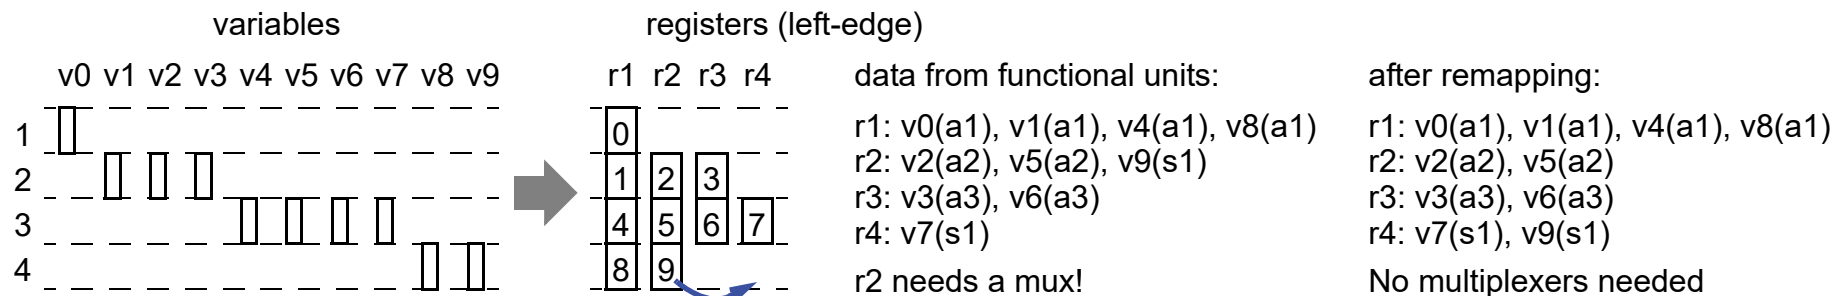 variables
registers (left-edge)
v0 v1 v2 v3 v4 v5 v6 v7 v8 v9
r1 r2 r3 r4
data from functional units:
after remapping:
1
0
r1: v0(a1), v1(a1), v4(a1), v8(a1)
r1: v0(a1), v1(a1), v4(a1), v8(a1)
2
1 2 3
r2: v2(a2), v5(a2), v9(s1)
r2: v2(a2), v5(a2)
r3: v3(a3), v6(a3)
r3: v3(a3), v6(a3)
3
4 5 6 7
r4: v7(s1)
r4: v7(s1), v9(s1)
4
8 9
r2 needs a mux!
No multiplexers needed